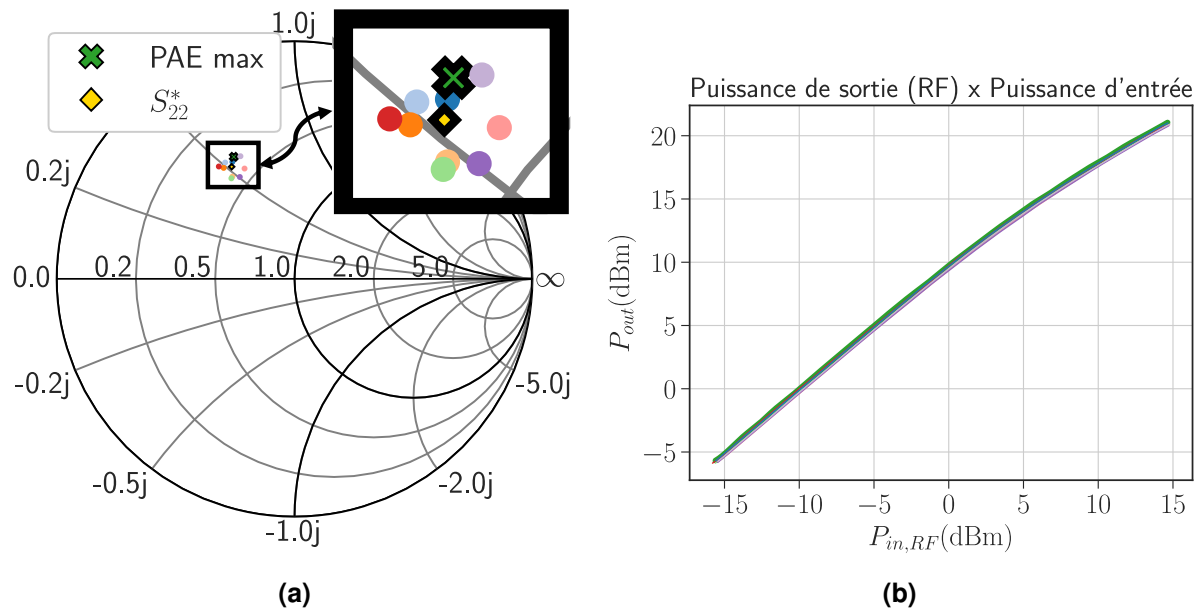 1.0j
PAE max
S*22
0.2j
0.0
0.2
0.5
1.0
2.0
5.0
∞
-0.2j
-5.0j
-0.5j
-2.0j
-1.0j
(a)
Puissance de sortie (RF) x Puissance d'entrée
20
15
10
5
0
−5
Pout(dBm)
−15
−10
−5
0
5
10
15
Pin,RF(dBm)
(b)